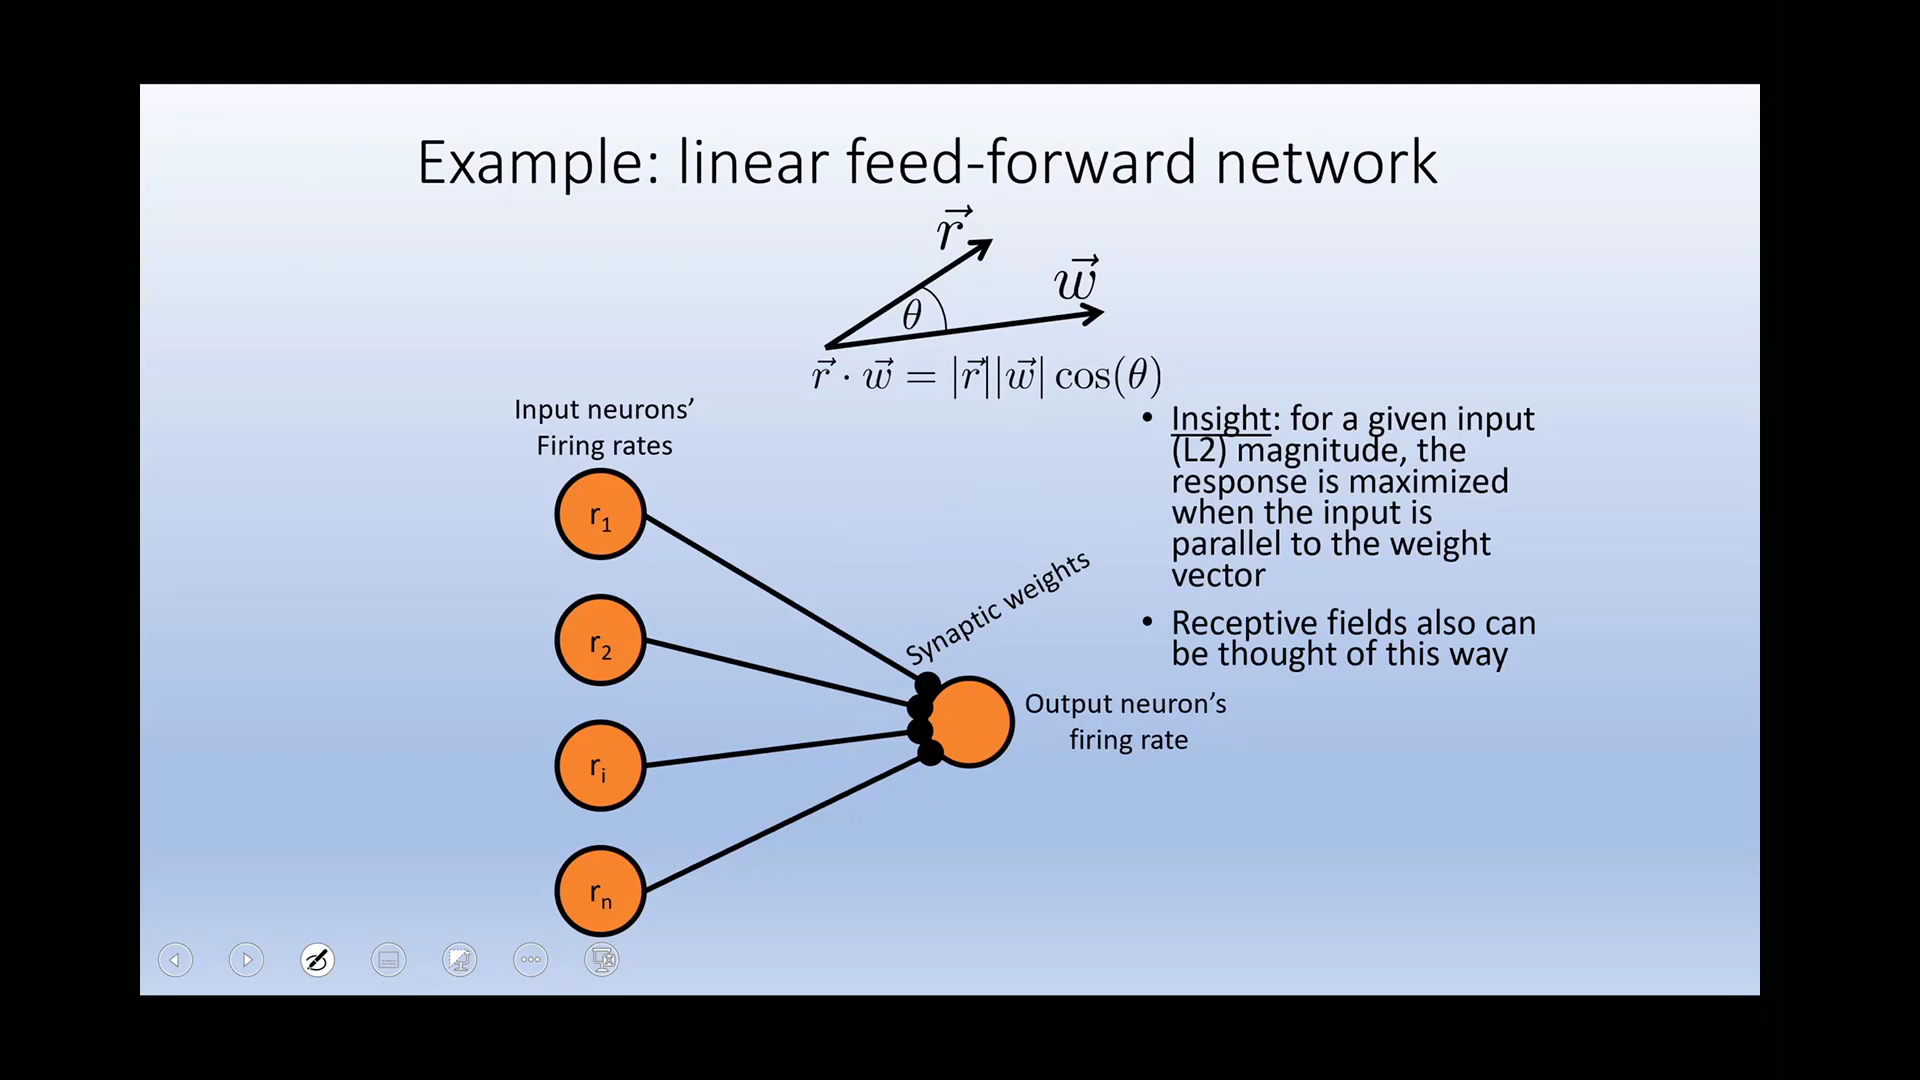 Example: linear feed-forward network
r⃗
w⃗
θ
r⃗ · w⃗ = |r⃗||w⃗| cos(θ)
Input neurons’
Firing rates
r₁
r₂
rᵢ
rₙ
Synaptic weights
Output neuron’s
firing rate
• Insight: for a given input
(L2) magnitude, the
response is maximized
when the input is
parallel to the weight
vector
• Receptive fields also can
be thought of this way